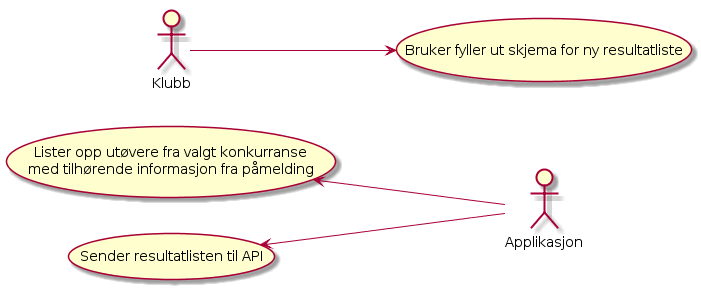 Klubb
Bruker fyller ut skjema for ny resultatliste
Lister opp utøvere fra valgt konkurranse
med tilhørende informasjon fra påmelding
Applikasjon
Sender resultatlisten til API